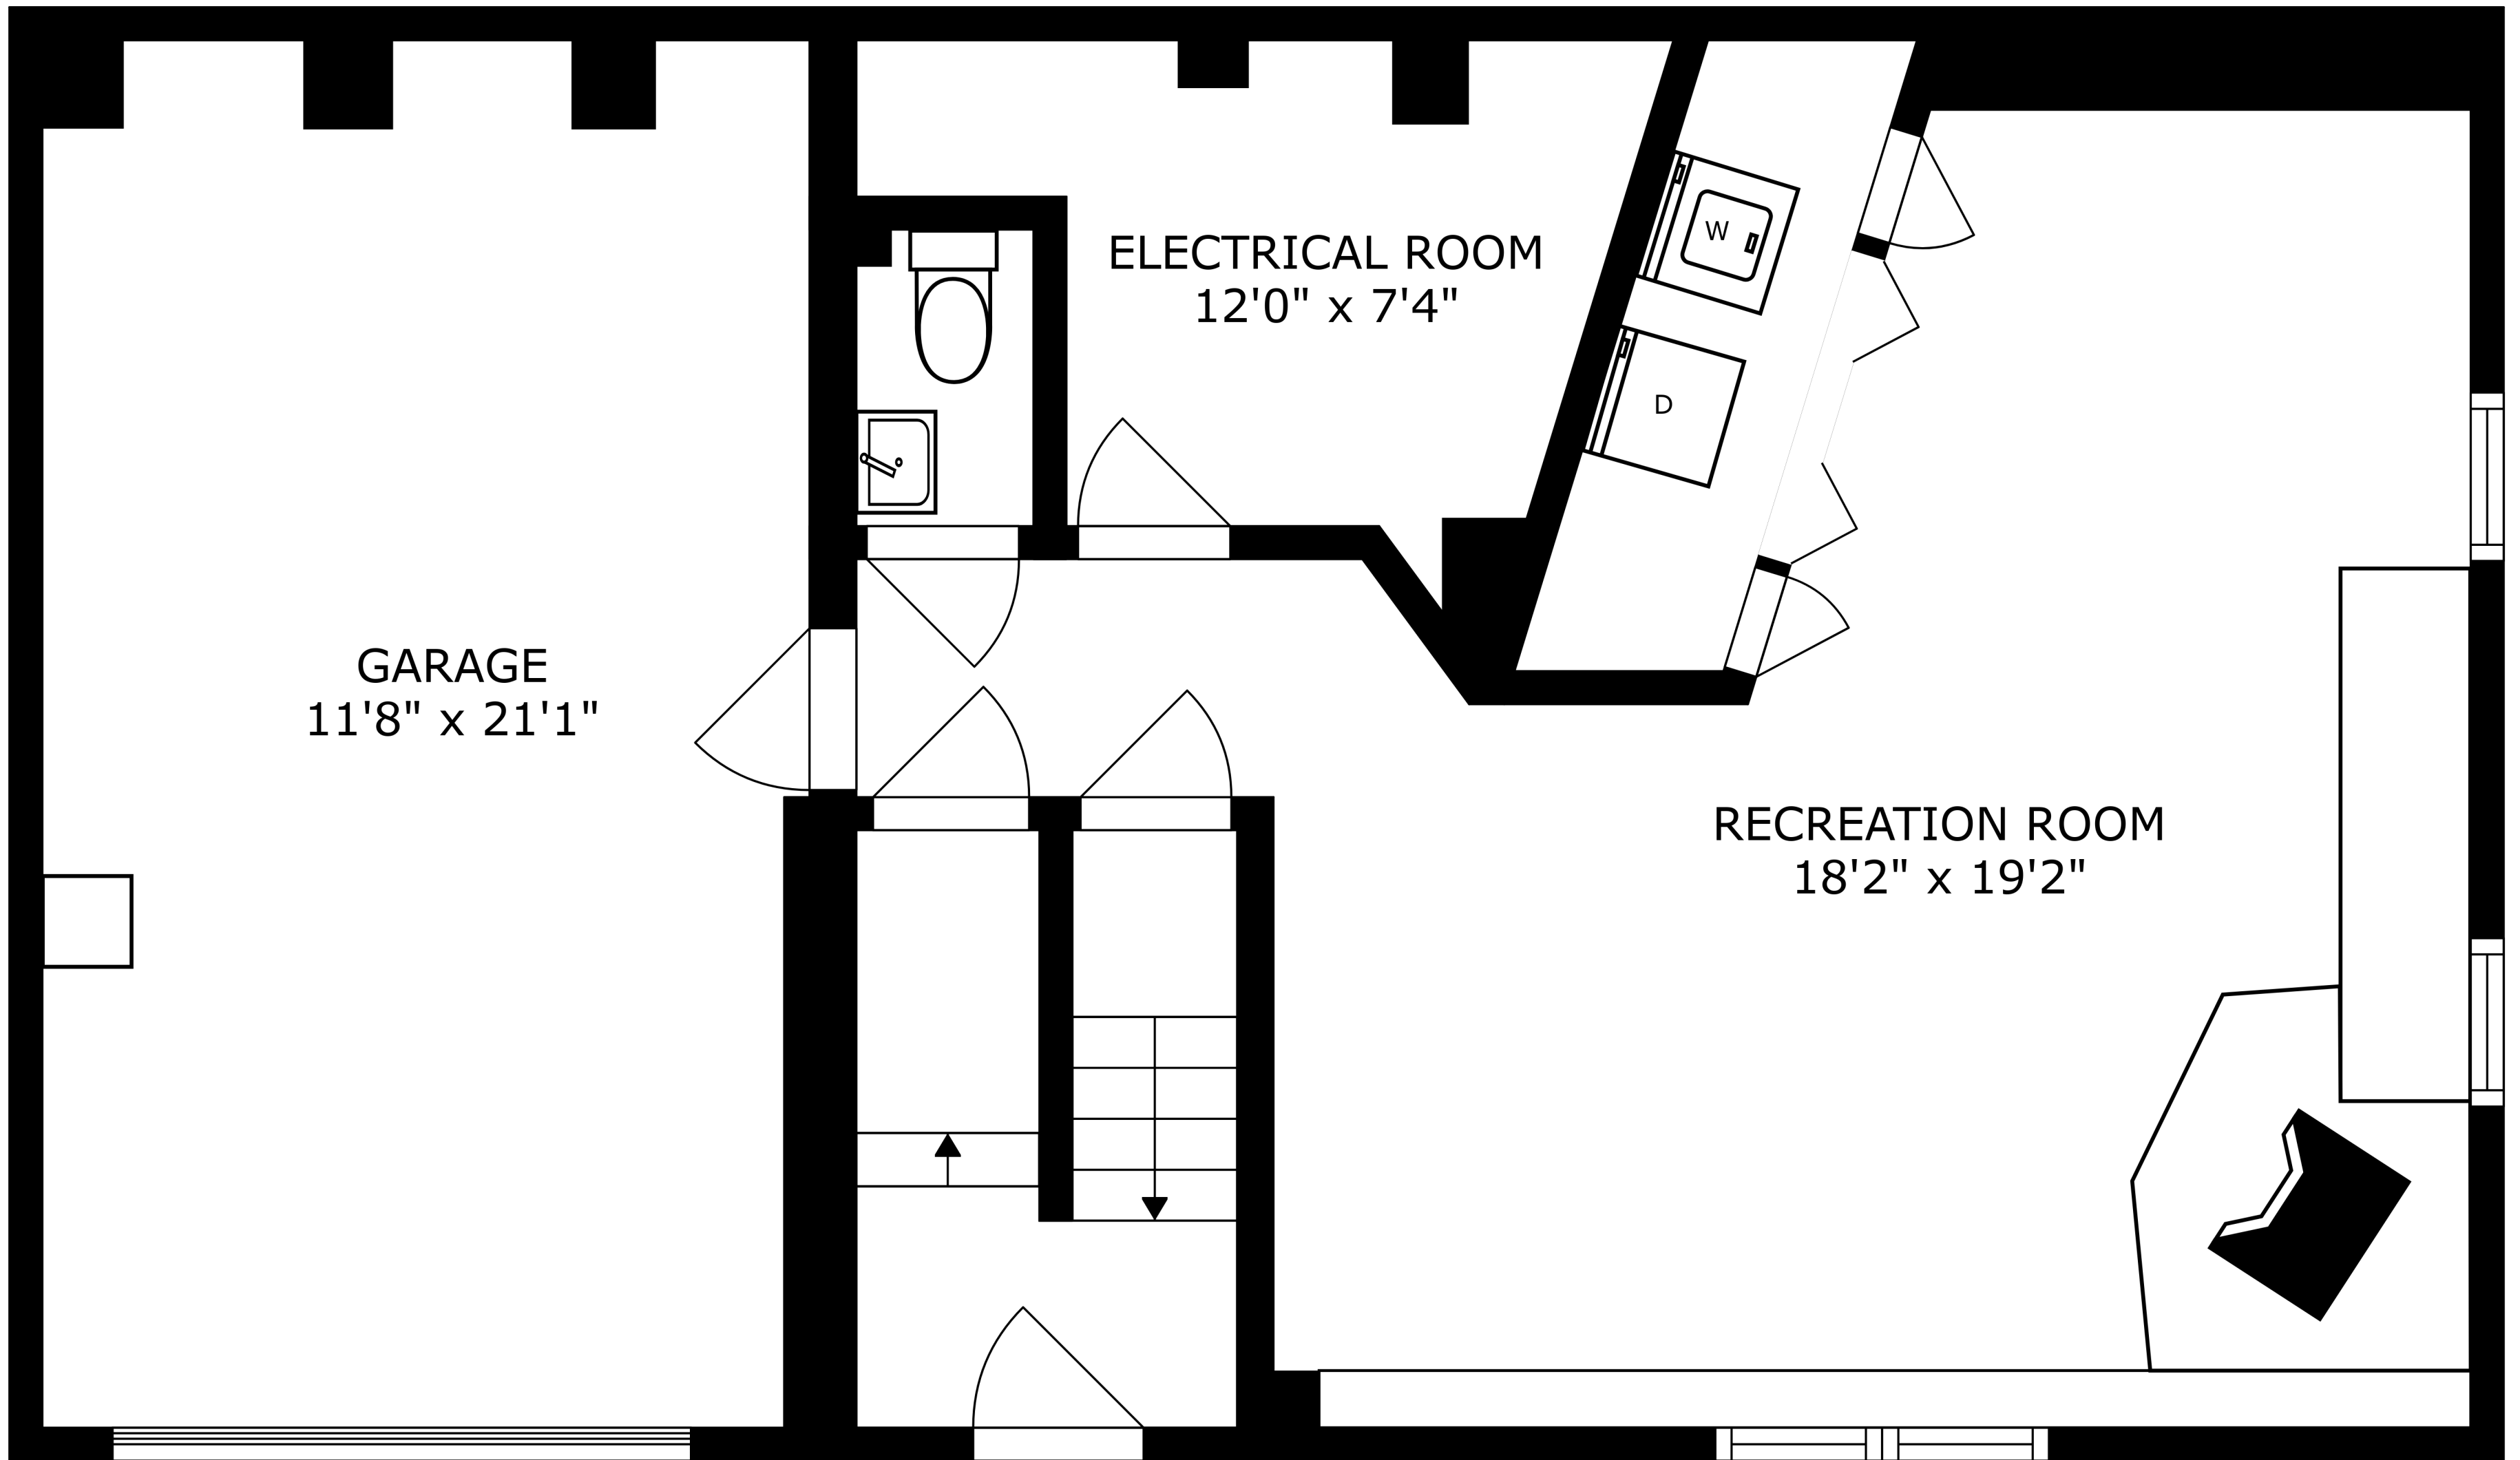 ELECTRICAL ROOM
12'0" x 7'4"
W
D
GARAGE
11'8" x 21'1"
RECREATION ROOM
18'2" x 19'2"